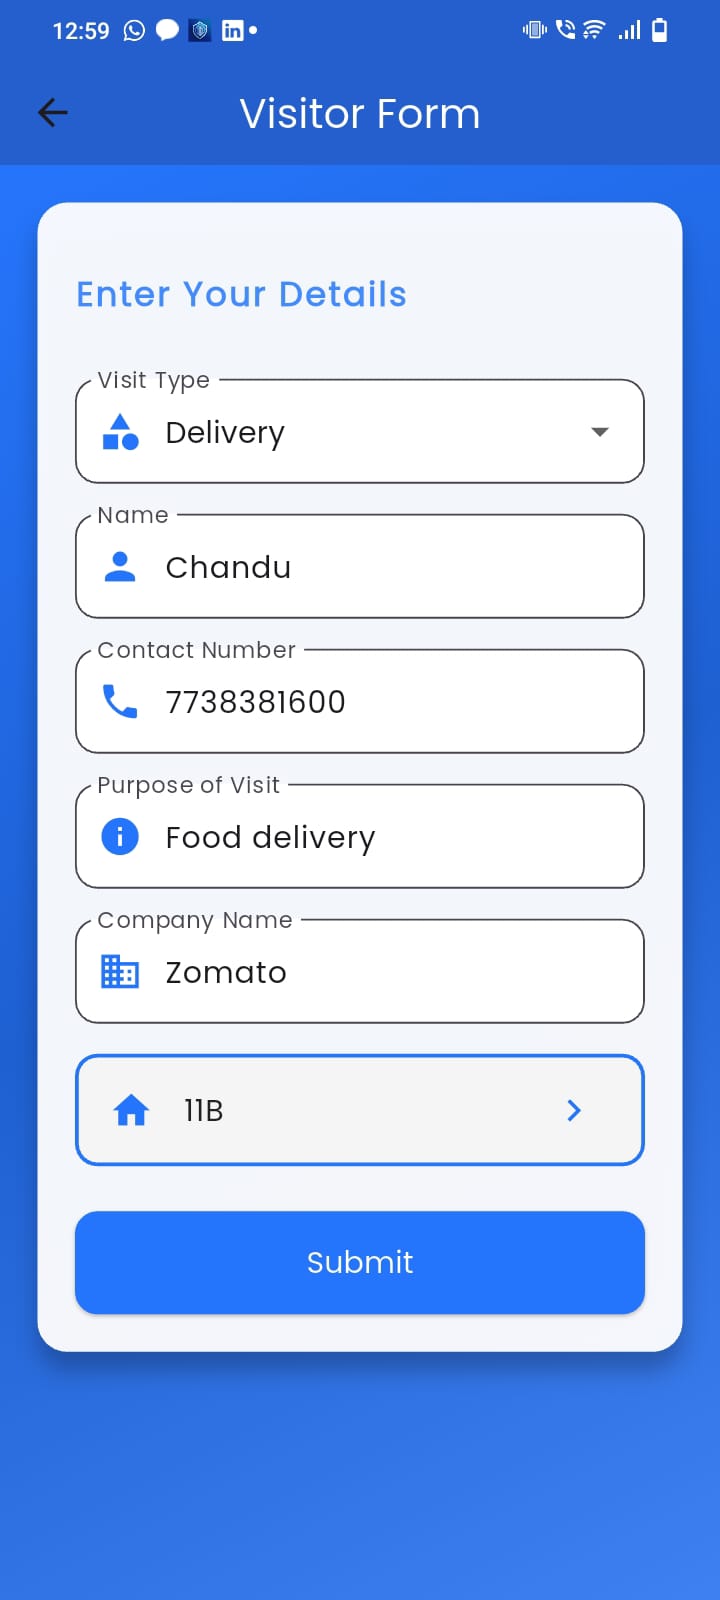 12:59
Visitor Form
Enter Your Details
Visit Type
Delivery
Name
Chandu
Contact Number
7738381600
Purpose of Visit
Food delivery
Company Name
Zomato
11B
Submit